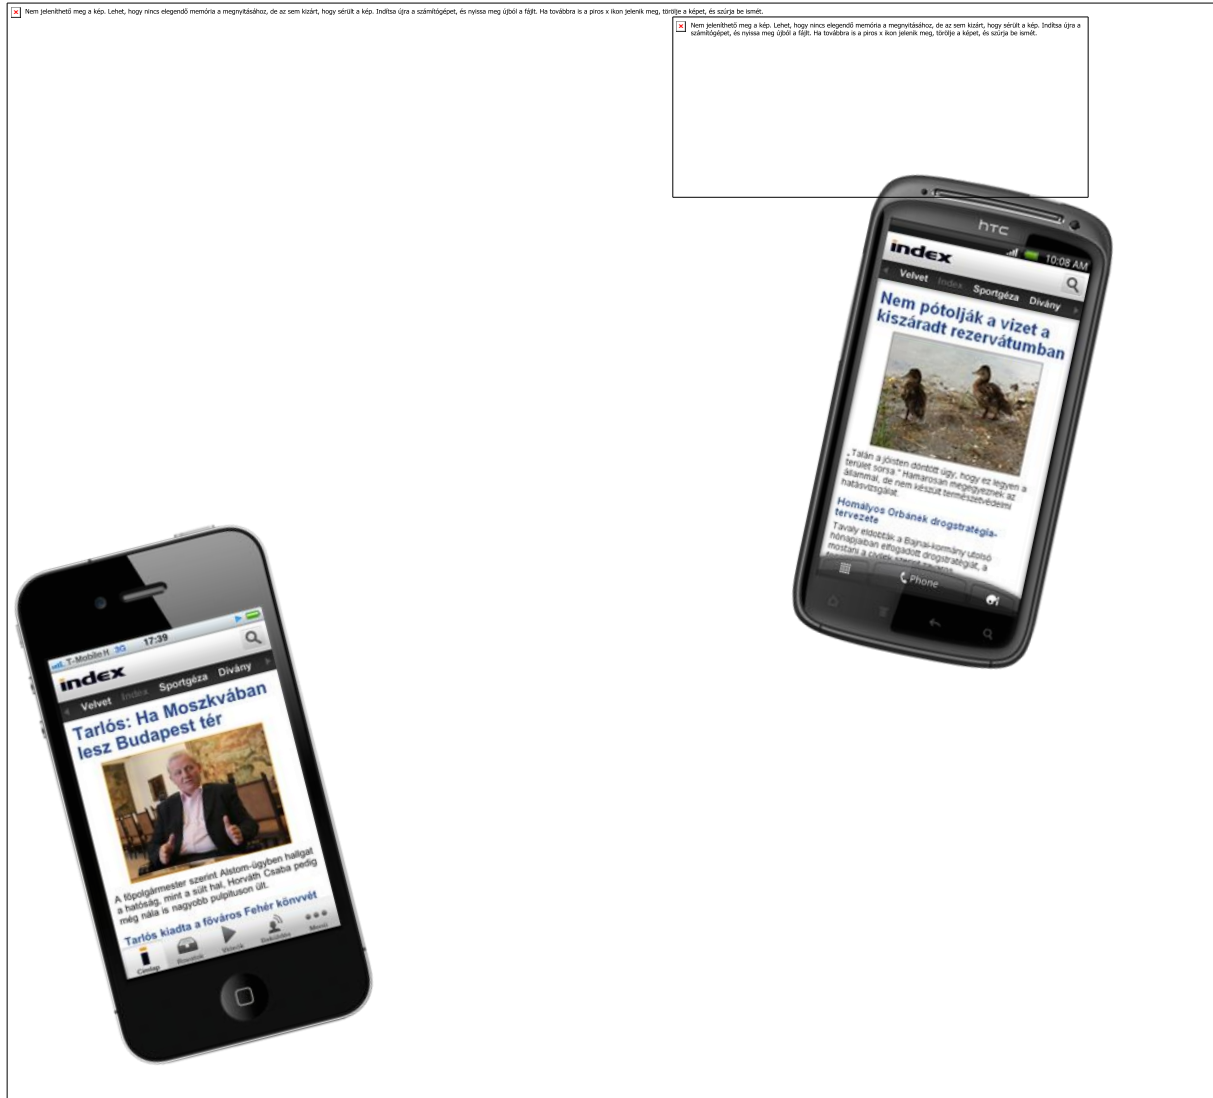 Nem jeleníthető meg a kép. Lehet, hogy nincs elegendő memória a megnyitásához, de az sem kizárt, hogy sérült a kép. Indítsa újra a számítógépet, és nyissa meg újból a fájlt. Ha továbbra is a piros x ikon jelenik meg, törölje a képet, és szúrja be ismét.
Nem jeleníthető meg a kép. Lehet, hogy nincs elegendő memória a megnyitásához, de az sem kizárt, hogy sérült a kép. Indítsa újra a
számítógépet, és nyissa meg újból a fájlt. Ha továbbra is a piros x ikon jelenik meg, törölje a képet, és szúrja be ismét.
hTC
10:08 AM
index
Velvet Index Sportgéza Dívány
Nem pótolják a vizet a
kiszáradt rezervátumban
„Talán a jóisten döntött úgy, hogy ez legyen a
terület sorsa.” Hamarosan megegyeznek az
állammal, de nem készült természetvédelmi
hatásvizsgálat.
Homályos Orbánék drogstratégia-
tervezete
Tavaly eldobták a Bajnai-kormány utolsó
hónapjaiban elfogadott drogstratégiát, a
mostani a civilek szerint
Phone
T-Mobile H 3G 17:39
index
Velvet Index Sportgéza Dívány
Tarlós: Ha Moszkvában
lesz Budapest tér
A főpolgármester szerint Alstom-ügyben hallgat
a hatóság, mint a sült hal, Horváth Csaba pedig
még nála is nagyobb pulpituson ült.
Tarlós kiadta a főváros Fehér könyvét
Címlap Rovatok Videók Beküldés Menü